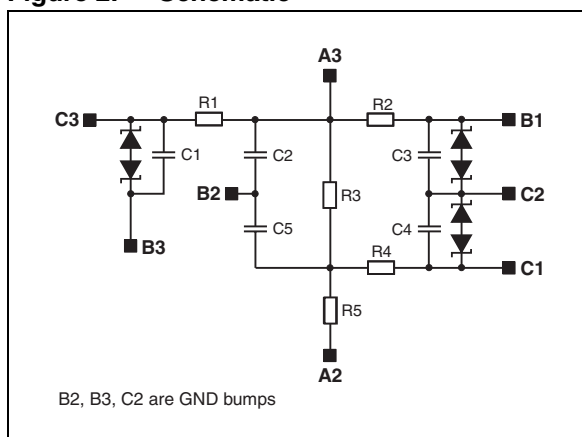 Figure 2. Schematic
A3
C3
R1
R2
B1
C1
C2
C3
B2
R3
C2
C5
C4
B3
R4
C1
R5
A2
B2, B3, C2 are GND bumps